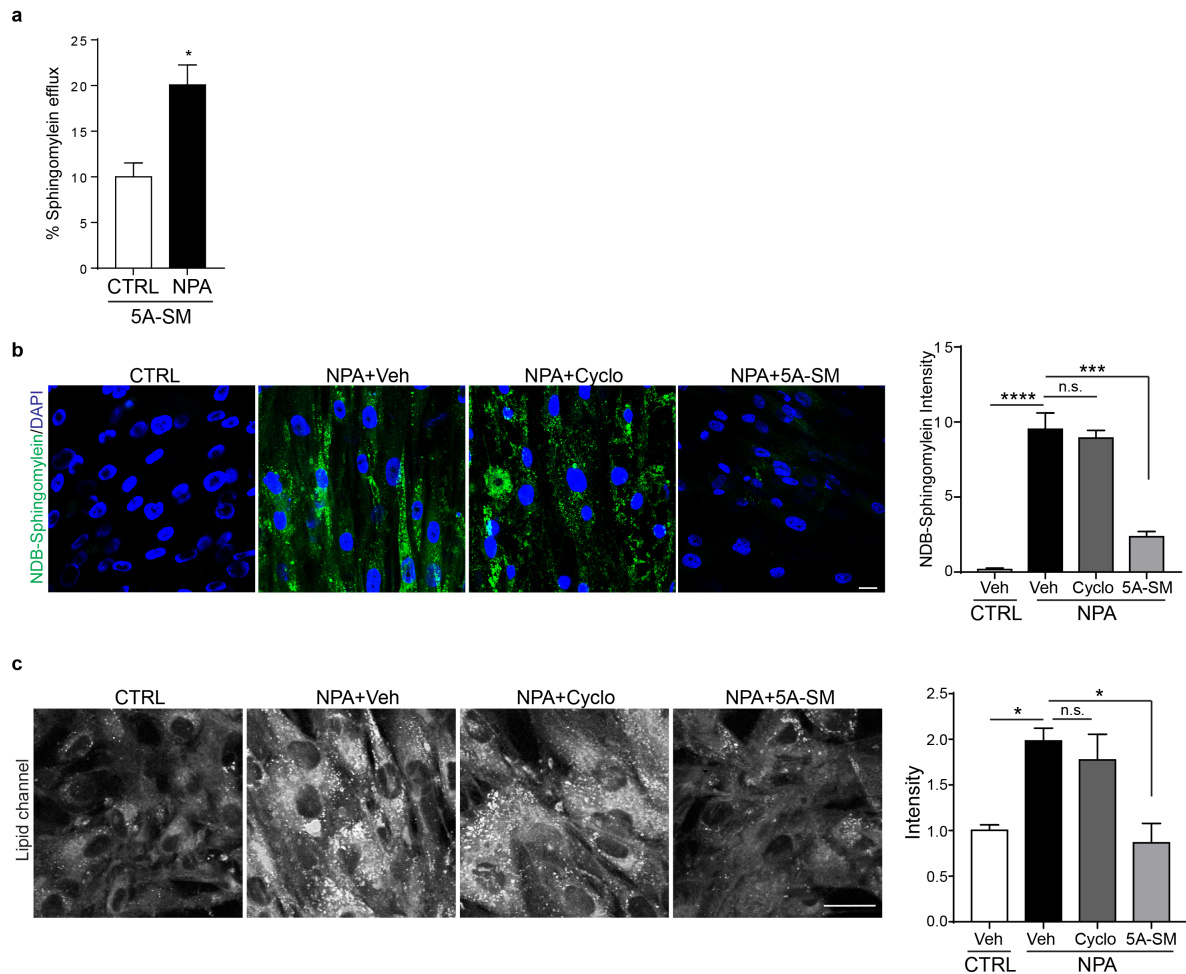 a
25
20
15
10
5
0
% Sphingomylein efflux
*
CTRL NPA
5A-SM
b
CTRL NPA+Veh NPA+Cyclo NPA+5A-SM
NDB-Sphingomylein/DAPI
NDB-Sphingomylein Intensity
15
10
5
0
**** n.s. ***
Veh Veh Cyclo 5A-SM
CTRL NPA
c
CTRL NPA+Veh NPA+Cyclo NPA+5A-SM
Lipid channel
Intensity
2.5
2.0
1.5
1.0
0.5
0.0
* n.s. *
Veh Veh Cyclo 5A-SM
CTRL NPA